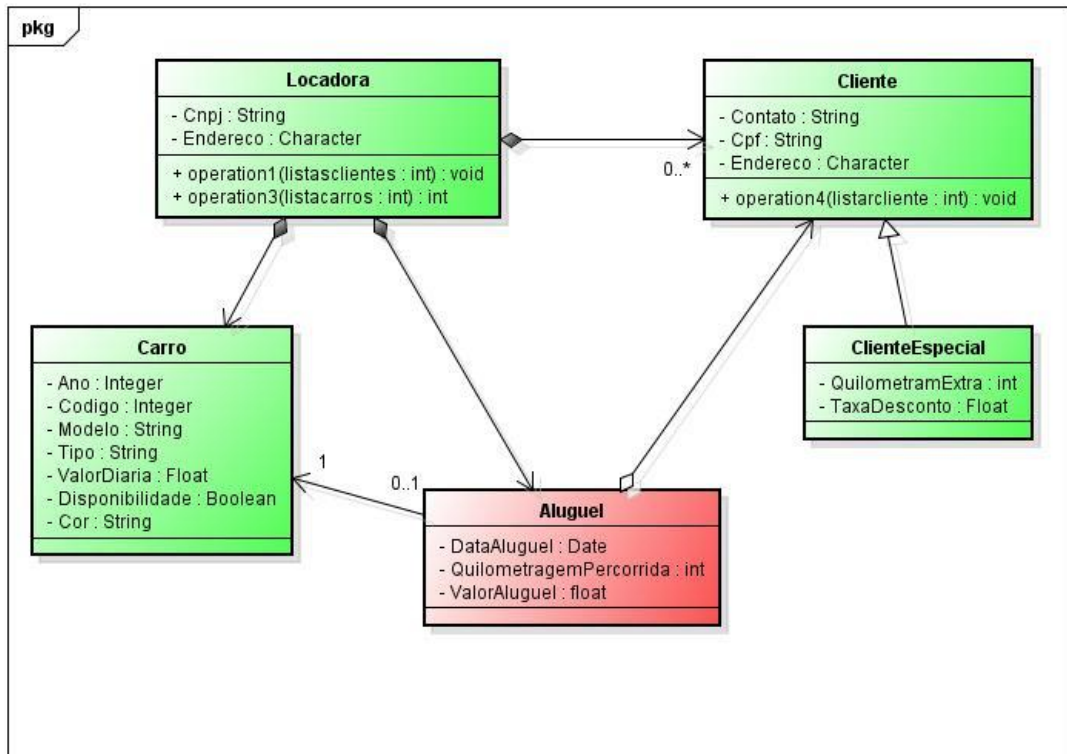 pkg
Locadora
- Cnpj : String
- Endereco : Character
+ operation1(listasclientes : int) : void
+ operation3(listacarros : int) : int
Cliente
- Contato : String
- Cpf : String
- Endereco : Character
+ operation4(listarcliente : int) : void
0..*
Carro
- Ano : Integer
- Codigo : Integer
- Modelo : String
- Tipo : String
- ValorDiaria : Float
- Disponibilidade : Boolean
- Cor : String
ClienteEspecial
- QuilometramExtra : int
- TaxaDesconto : Float
1
0..1
Aluguel
- DataAluguel : Date
- QuilometragemPercorrida : int
- ValorAluguel : float